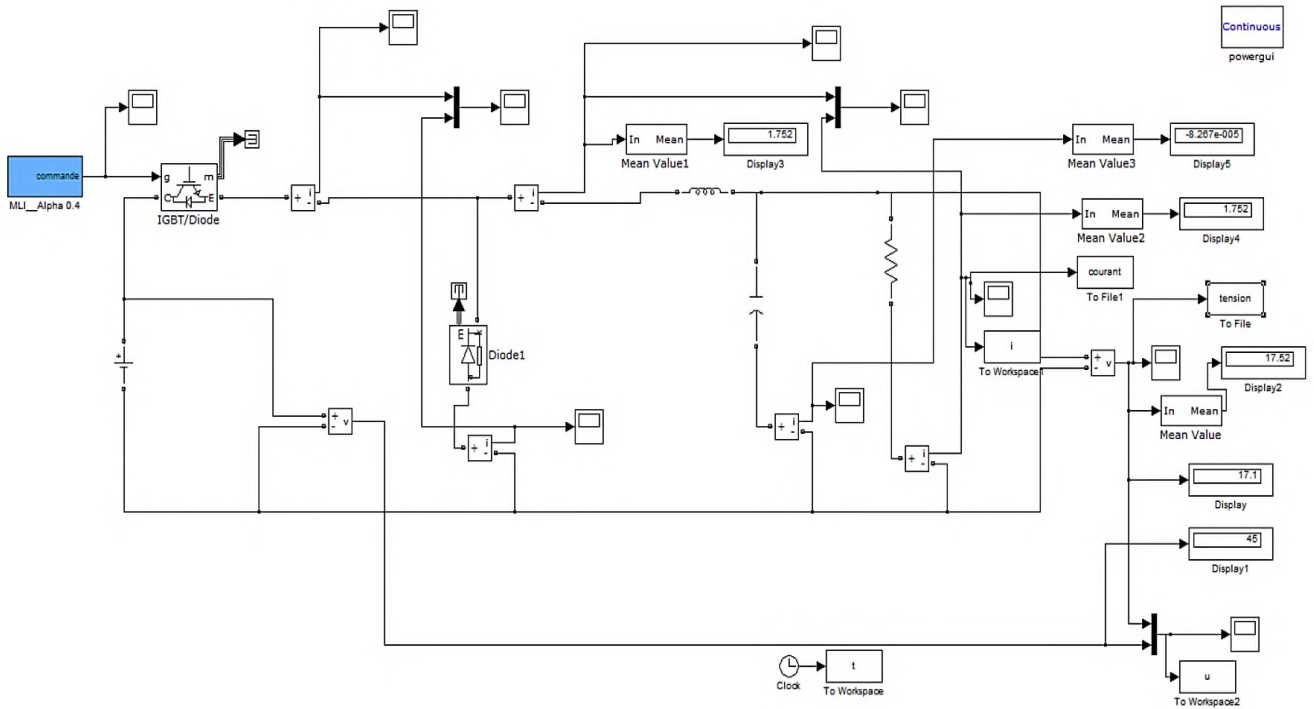 Continuous
powergui
commande
MLI__Alpha 0.4
g m
C E
IGBT/Diode
i
+ -
i
+ -
In Mean
Mean Value1
1.752
Display3
In Mean
Mean Value3
-8.267e-005
Display5
In Mean
Mean Value2
1.752
Display4
courant
To File1
tension
To File
i
To Workspace1
+
- v
17.52
Display2
In Mean
Mean Value
+
E
Diode1
+
- v
i
+ -
i
+ -
i
+ -
17.1
Display
45
Display1
Clock
t
To Workspace
u
To Workspace2